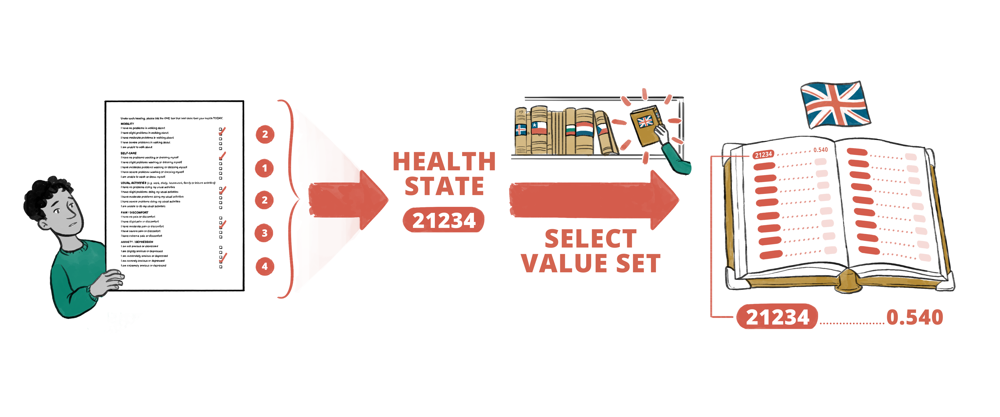 Under each heading, please tick the ONE box that best describes your health TODAY.
MOBILITY
I have no problems in walking about
I have slight problems in walking about
I have moderate problems in walking about
I have severe problems in walking about
I am unable to walk about
SELF-CARE
I have no problems washing or dressing myself
I have slight problems washing or dressing myself
I have moderate problems washing or dressing myself
I have severe problems washing or dressing myself
I am unable to wash or dress myself
USUAL ACTIVITIES (e.g. work, study, housework, family or leisure activities)
I have no problems doing my usual activities
I have slight problems doing my usual activities
I have moderate problems doing my usual activities
I have severe problems doing my usual activities
I am unable to do my usual activities
PAIN / DISCOMFORT
I have no pain or discomfort
I have slight pain or discomfort
I have moderate pain or discomfort
I have severe pain or discomfort
I have extreme pain or discomfort
ANXIETY / DEPRESSION
I am not anxious or depressed
I am slightly anxious or depressed
I am moderately anxious or depressed
I am severely anxious or depressed
I am extremely anxious or depressed
2
1
2
3
4
HEALTH
STATE
21234
SELECT
VALUE SET
21234 ............ 0.540
21234 ............ 0.540